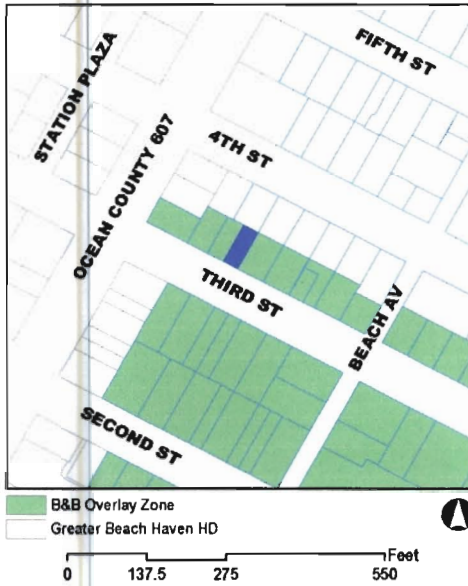 FIFTH ST
STATION PLAZA
4TH ST
OCEAN COUNTY 607
THIRD ST
BEACH AV
SECOND ST
B&B Overlay Zone
Greater Beach Haven HD
Feet
0 137.5 275 550